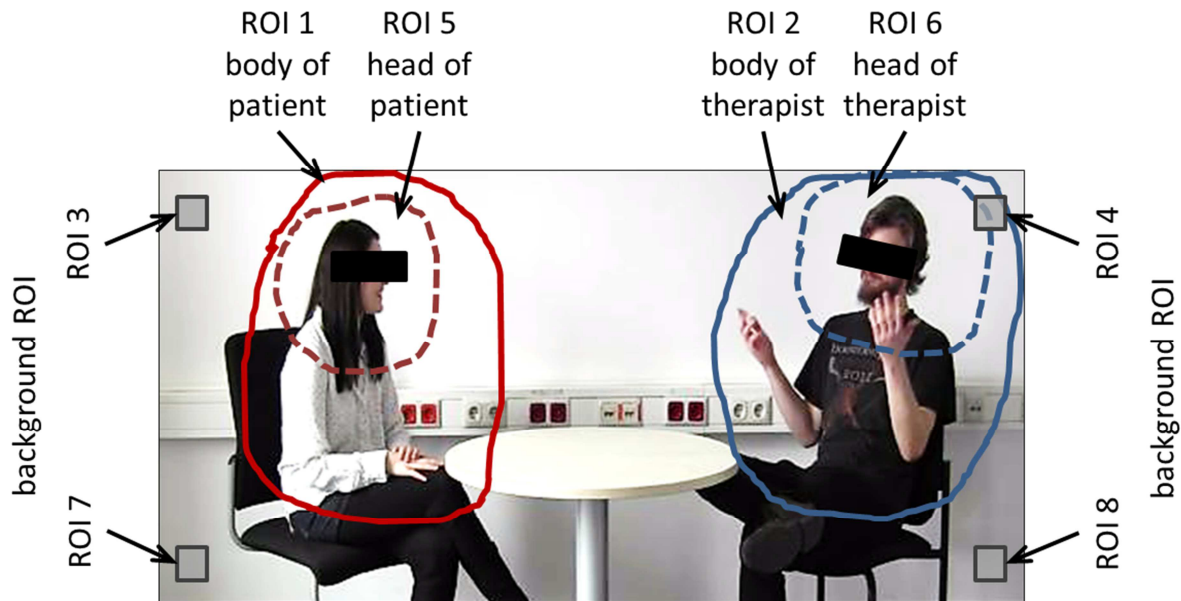 ROI 1
body of
patient
ROI 5
head of
patient
ROI 2
body of
therapist
ROI 6
head of
therapist
ROI 3
background ROI
ROI 7
ROI 4
background ROI
ROI 8